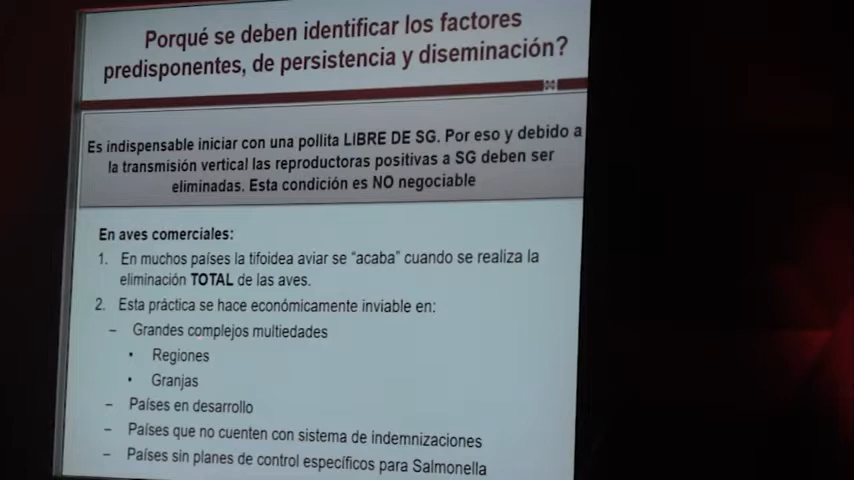 Porqué se deben identificar los factores
predisponentes, de persistencia y diseminación?
Es indispensable iniciar con una pollita LIBRE DE SG. Por eso y debido a
la transmisión vertical las reproductoras positivas a SG deben ser
eliminadas. Esta condición es NO negociable
En aves comerciales:
1. En muchos países la tifoidea aviar se "acaba" cuando se realiza la
eliminación TOTAL de las aves.
2. Esta práctica se hace económicamente inviable en:
– Grandes complejos multiedades
• Regiones
• Granjas
– Países en desarrollo
– Países que no cuenten con sistema de indemnizaciones
– Países sin planes de control específicos para Salmonella